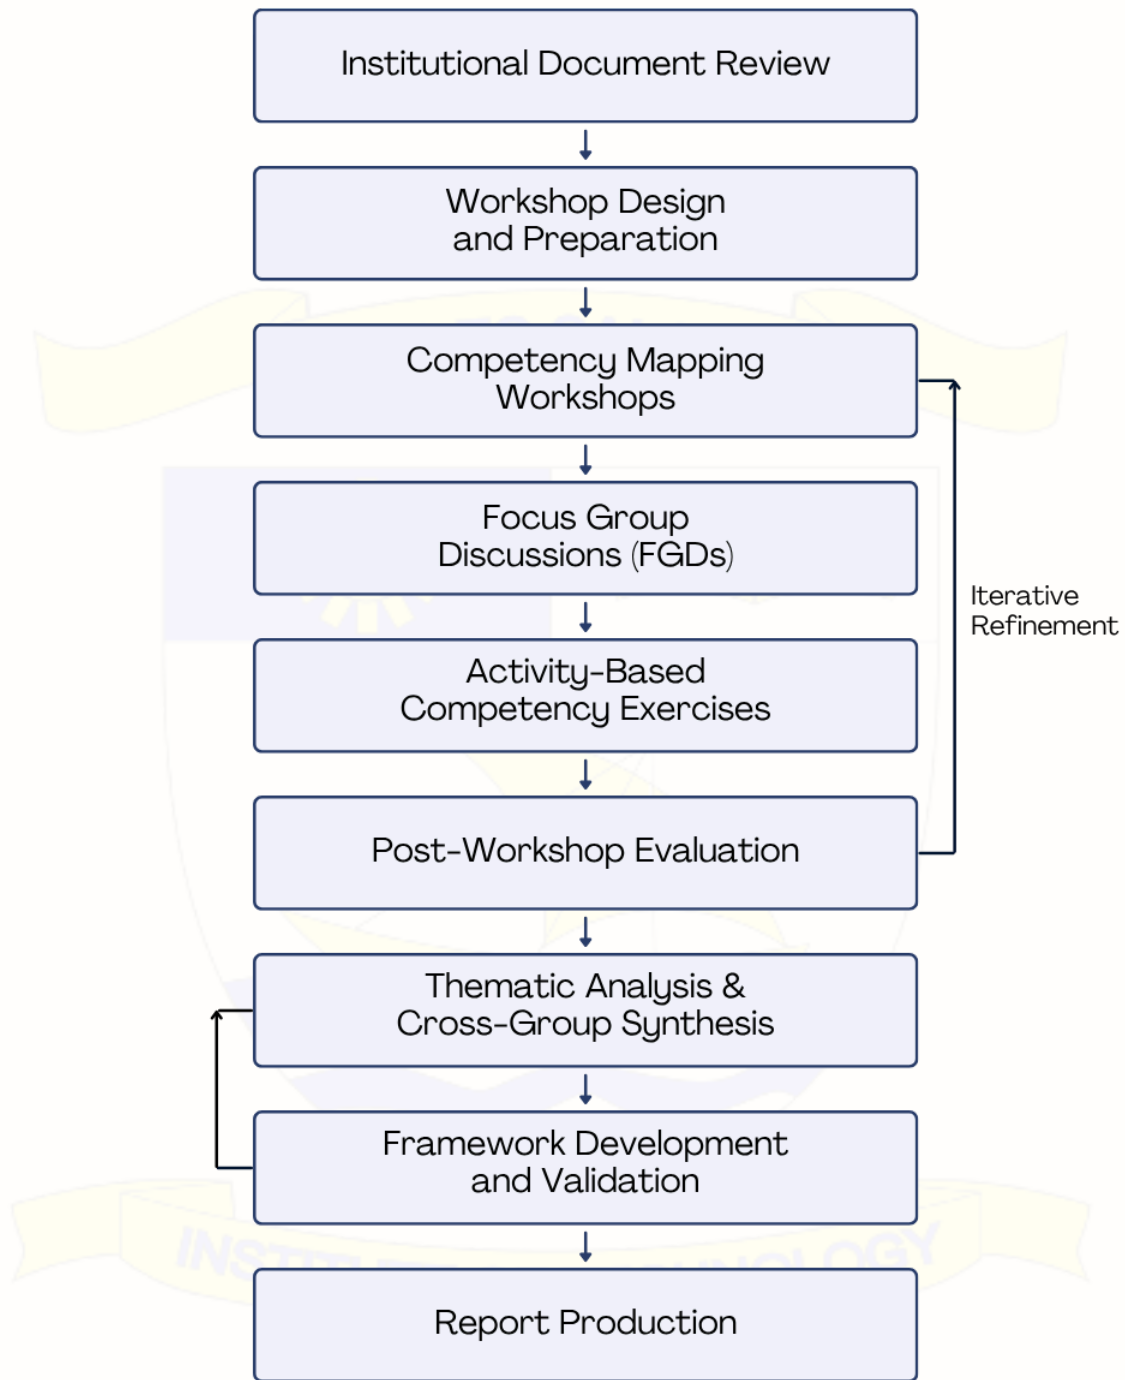 Institutional Document Review
Workshop Design
and Preparation
Competency Mapping
Workshops
Focus Group
Discussions (FGDs)
Activity-Based
Competency Exercises
Iterative
Refinement
Post-Workshop Evaluation
Thematic Analysis &
Cross-Group Synthesis
Framework Development
and Validation
Report Production